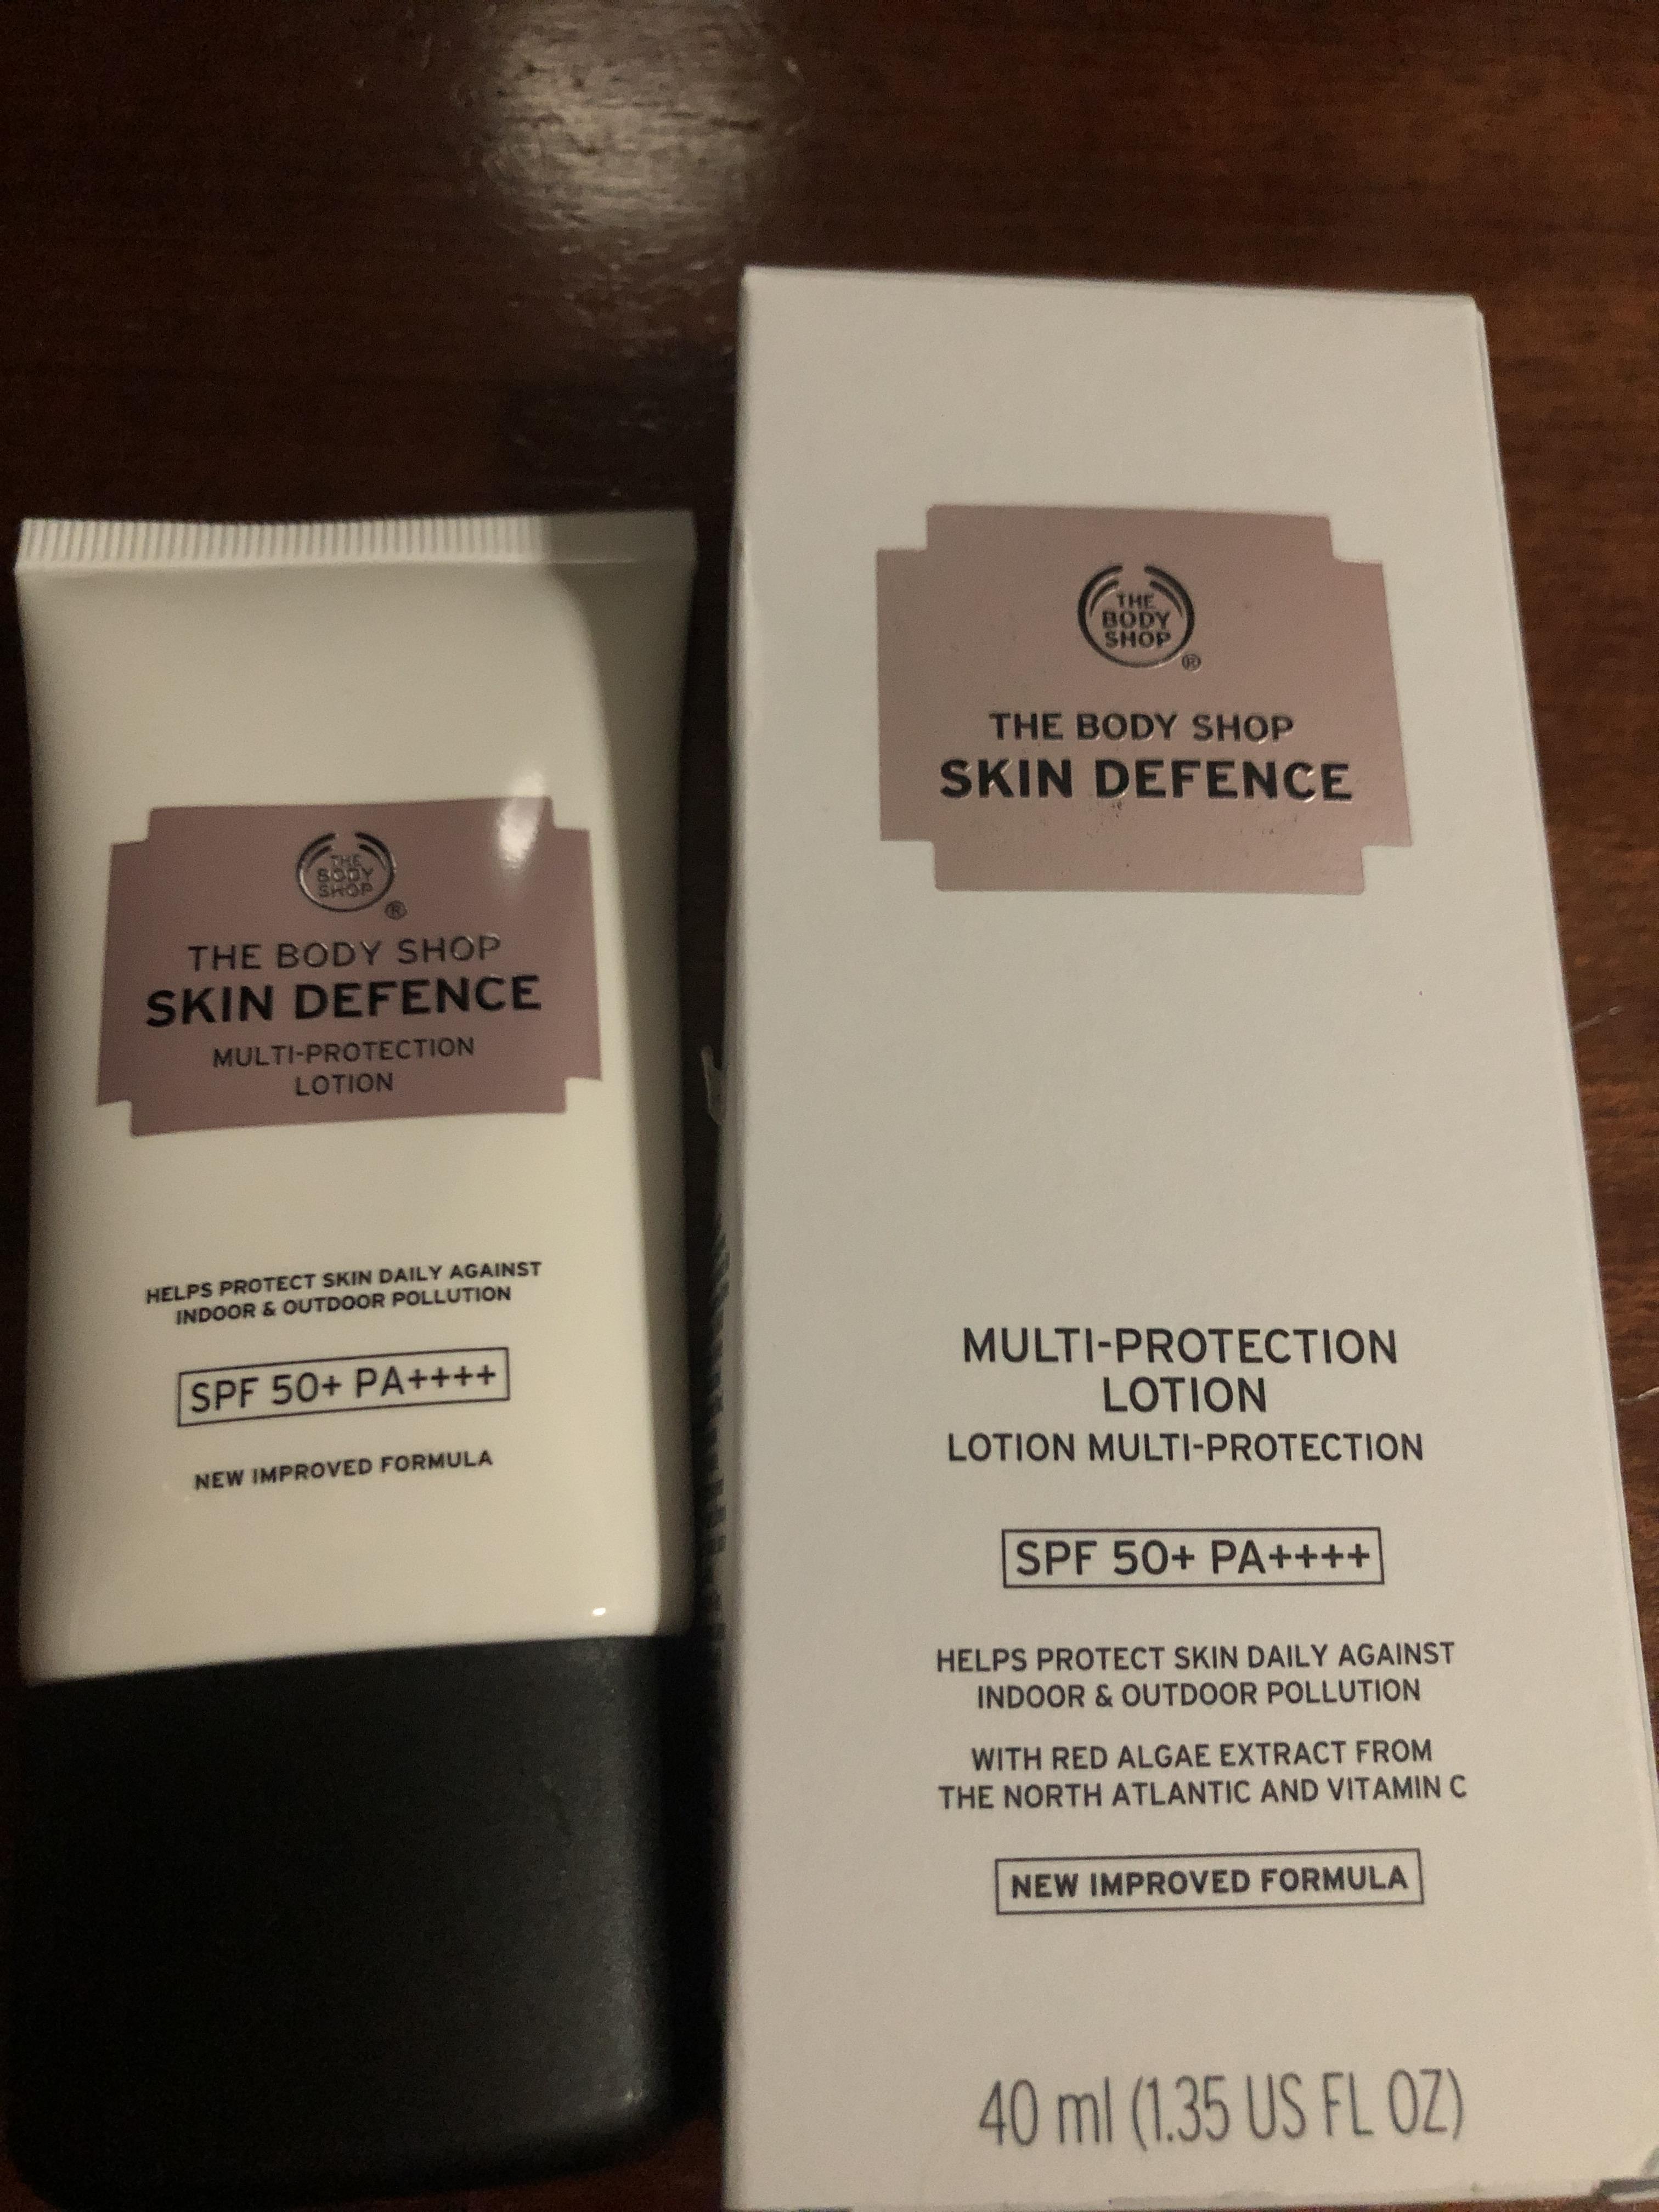 THE
BODY
SHOP
®
THE BODY SHOP
SKIN DEFENCE
MULTI-PROTECTION
LOTION
HELPS PROTECT SKIN DAILY AGAINST
INDOOR & OUTDOOR POLLUTION
SPF 50+ PA++++
NEW IMPROVED FORMULA
THE
BODY
SHOP
®
THE BODY SHOP
SKIN DEFENCE
MULTI-PROTECTION
LOTION
LOTION MULTI-PROTECTION
SPF 50+ PA++++
HELPS PROTECT SKIN DAILY AGAINST
INDOOR & OUTDOOR POLLUTION
WITH RED ALGAE EXTRACT FROM
THE NORTH ATLANTIC AND VITAMIN C
NEW IMPROVED FORMULA
40 ml (1.35 US FL OZ)